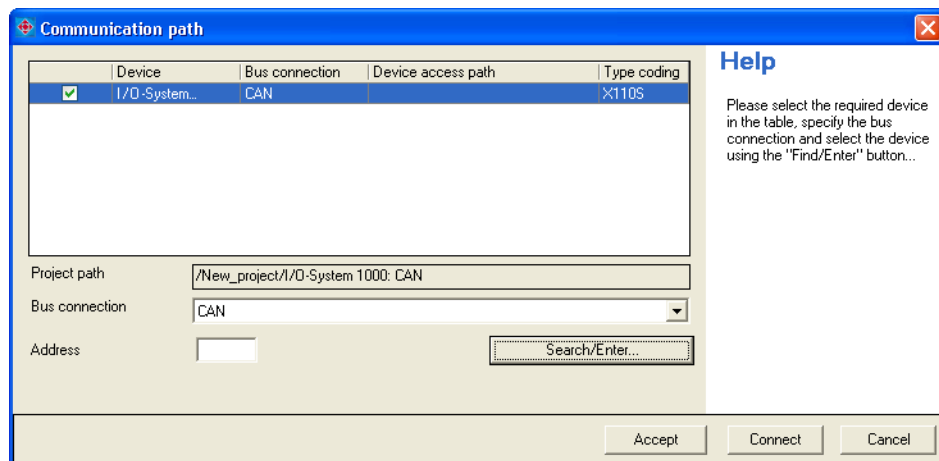 Communication path
Device Bus connection Device access path Type coding
I/O-System... CAN X110S
Project path /New_project/I/O-System 1000: CAN
Bus connection CAN
Address Search/Enter...
Help
Please select the required device
in the table, specify the bus
connection and select the device
using the "Find/Enter" button...
Accept Connect Cancel